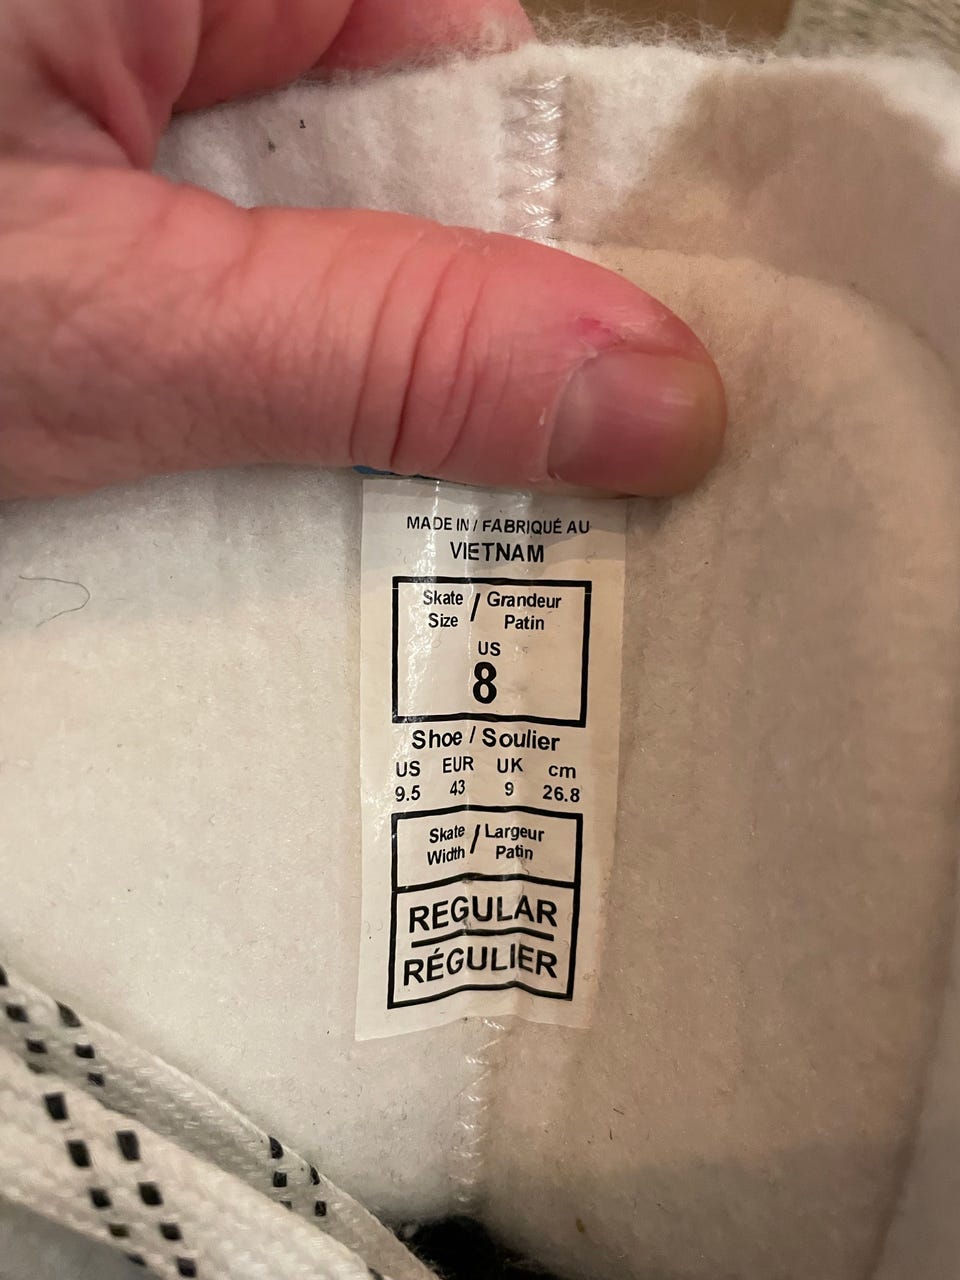 MADE IN / FABRIQUÉ AU
VIETNAM
Skate Size / Grandeur Patin
US
8
Shoe / Soulier
US EUR UK cm
9.5 43 9 26.8
Skate Width / Largeur Patin
REGULAR
RÉGULIER